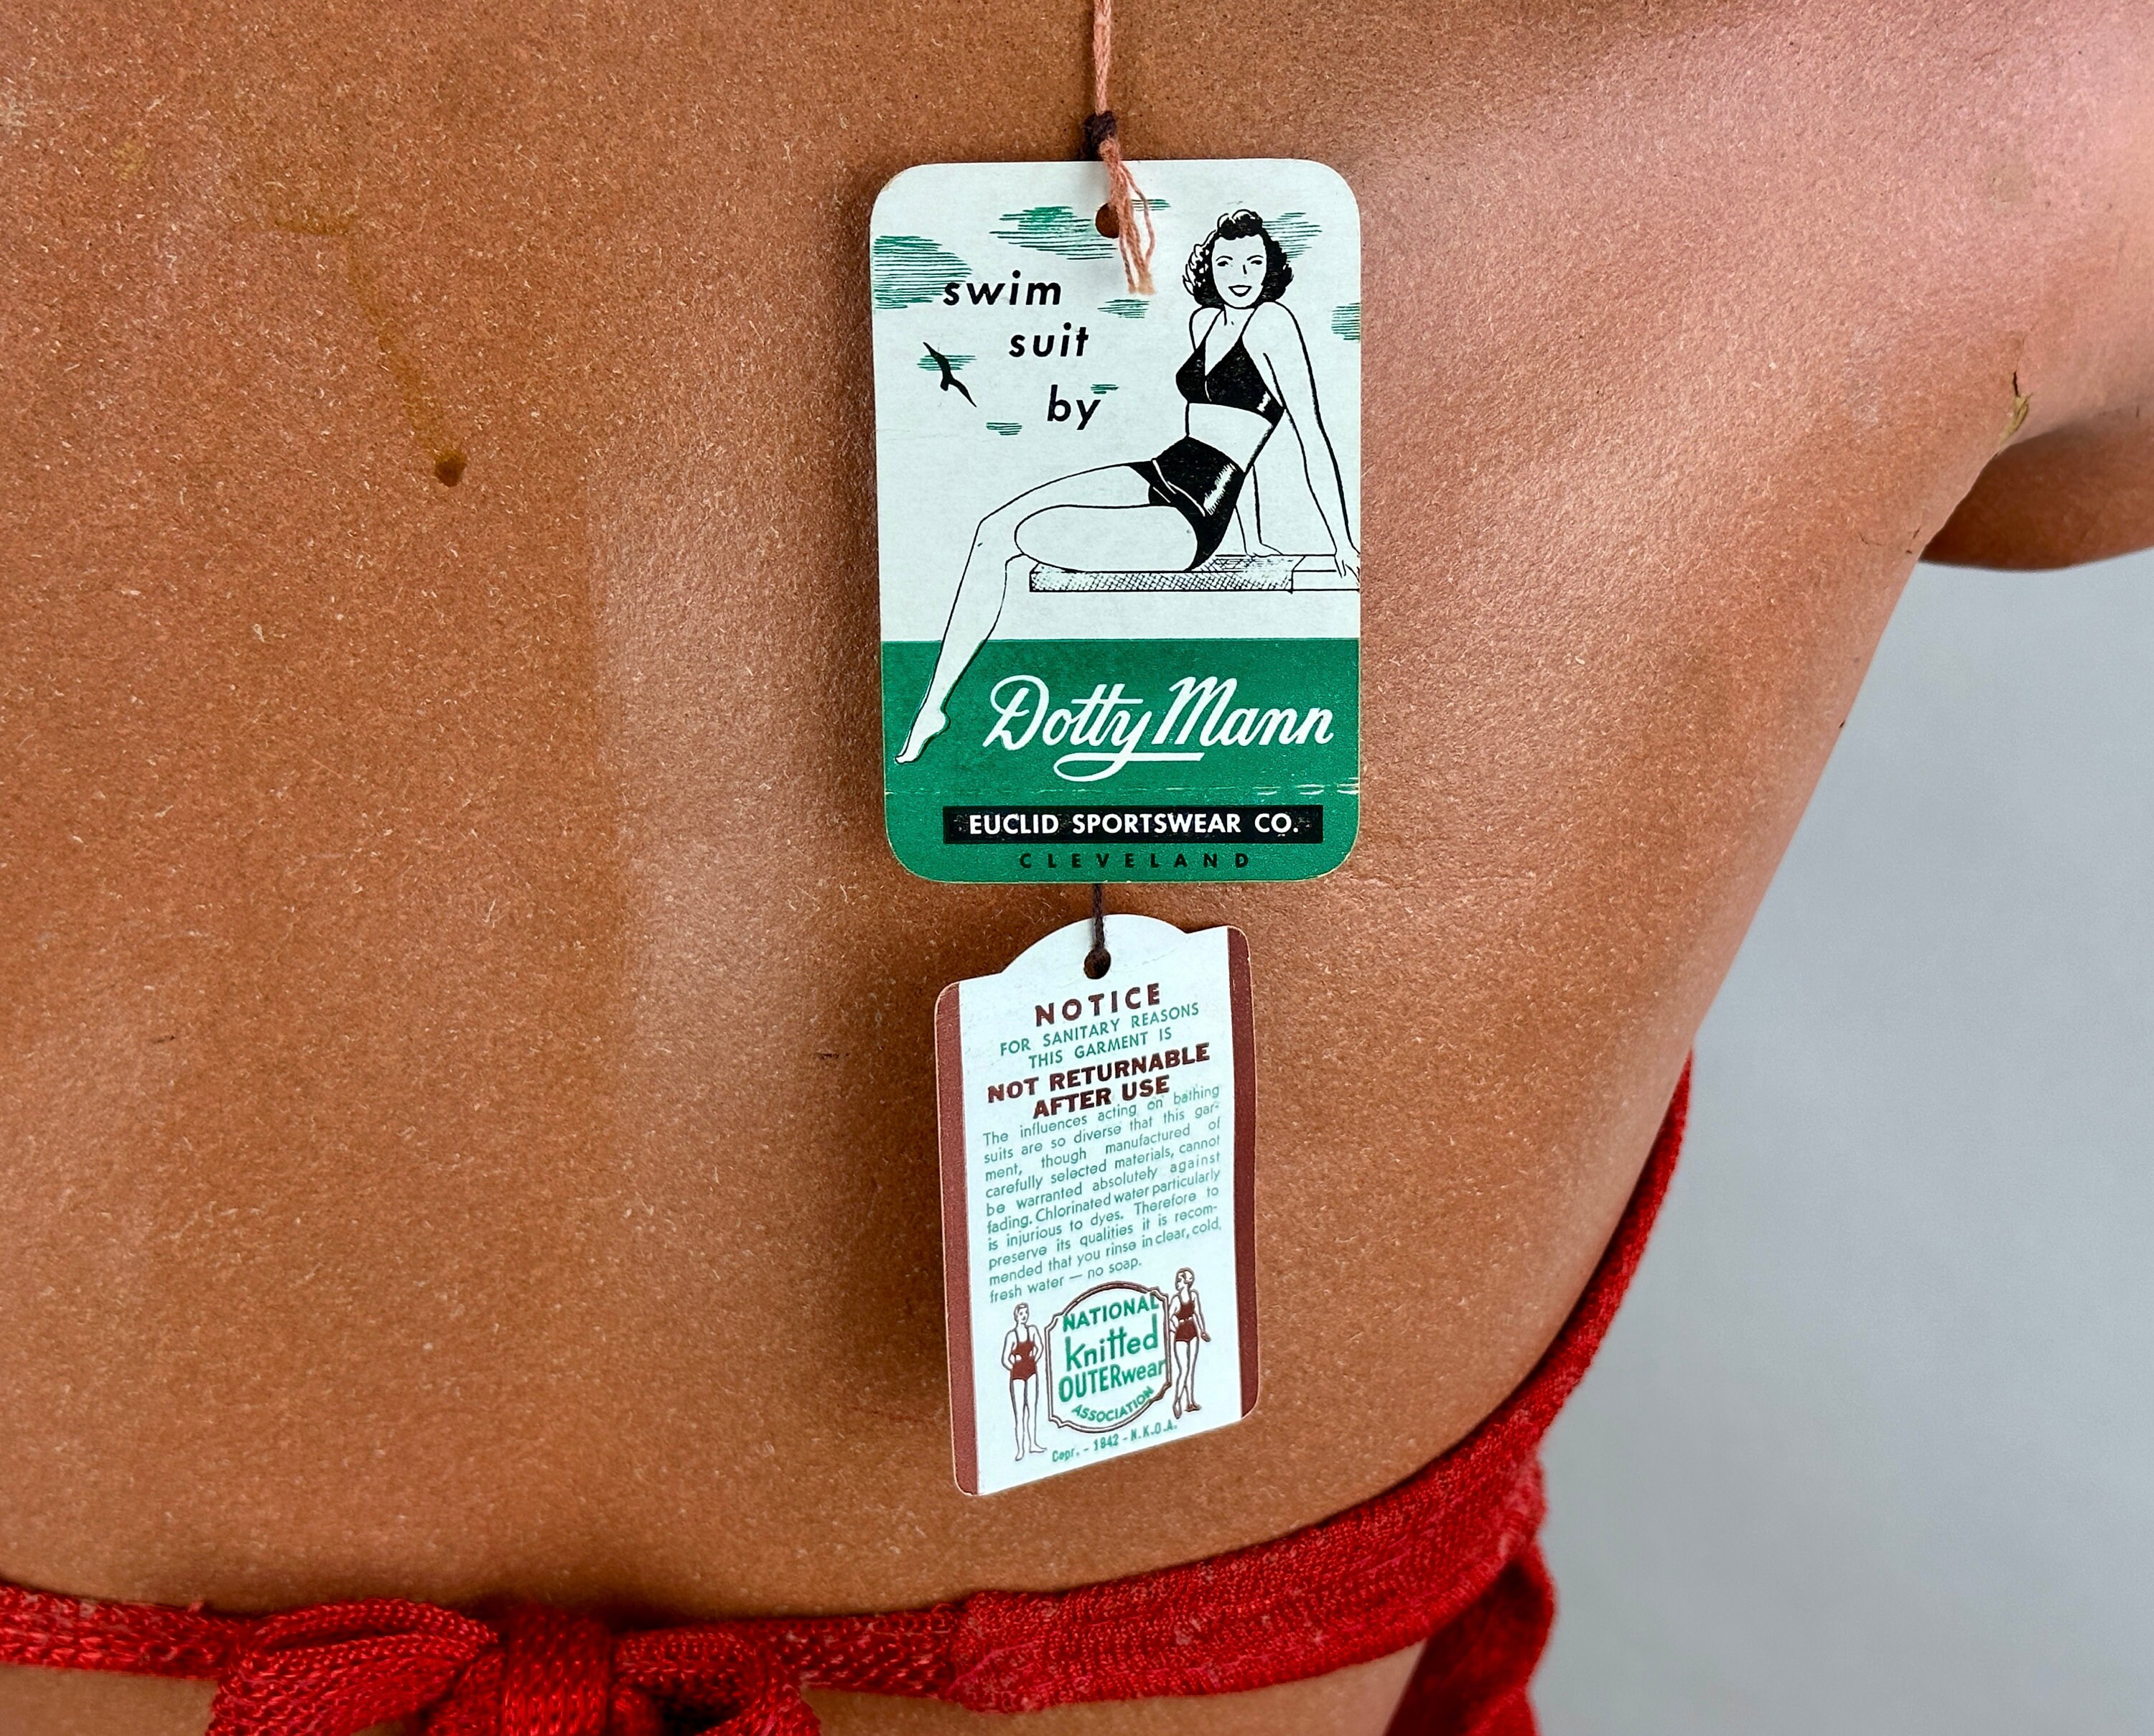 swim
suit
by
Dotty Mann
EUCLID SPORTSWEAR CO.
CLEVELAND
NOTICE
FOR SANITARY REASONS
THIS GARMENT IS
NOT RETURNABLE
AFTER USE
The influences acting on bathing
suits are so diverse that this gar-
ment, though manufactured of
carefully selected materials, cannot
be warranted absolutely against
fading. Chlorinated water particularly
is injurious to dyes. Therefore to
preserve its qualities it is recom-
mended that you rinse in clear, cold,
fresh water — no soap.
NATIONAL
knitted
OUTERwear
ASSOCIATION
Copr. - 1942 - N.K.O.A.